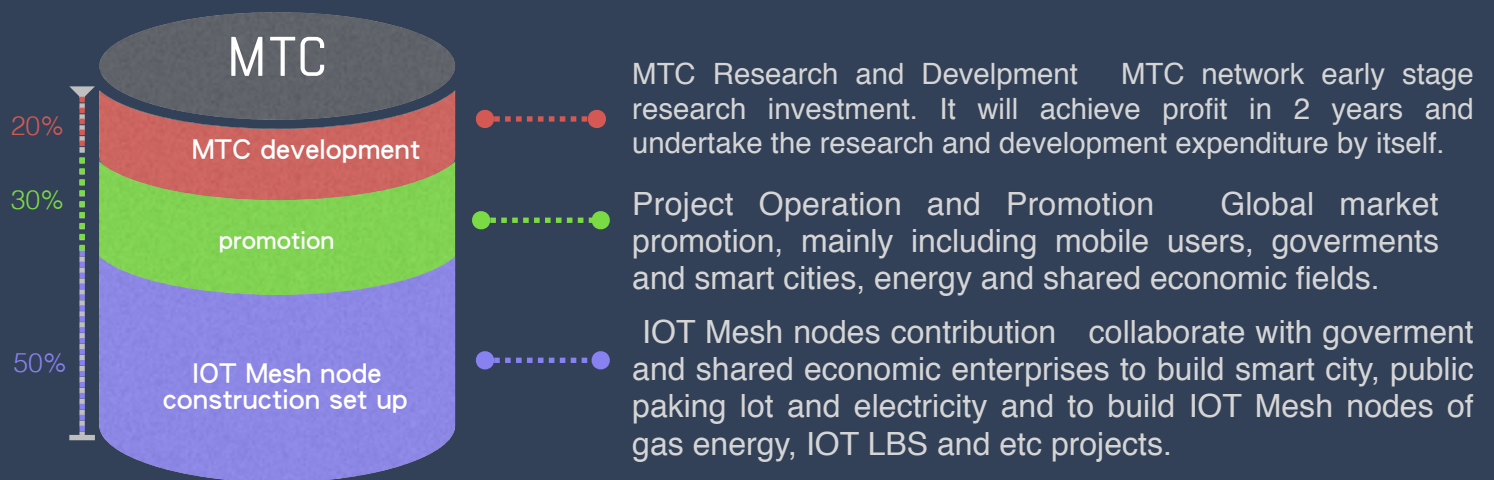 MTC
20%
MTC development
30%
promotion
50%
IOT Mesh node
construction set up
MTC Research and Develpment MTC network early stage
research investment. It will achieve profit in 2 years and
undertake the research and development expenditure by itself.
Project Operation and Promotion Global market
promotion, mainly including mobile users, goverments
and smart cities, energy and shared economic fields.
IOT Mesh nodes contribution collaborate with goverment
and shared economic enterprises to build smart city, public
paking lot and electricity and to build IOT Mesh nodes of
gas energy, IOT LBS and etc projects.